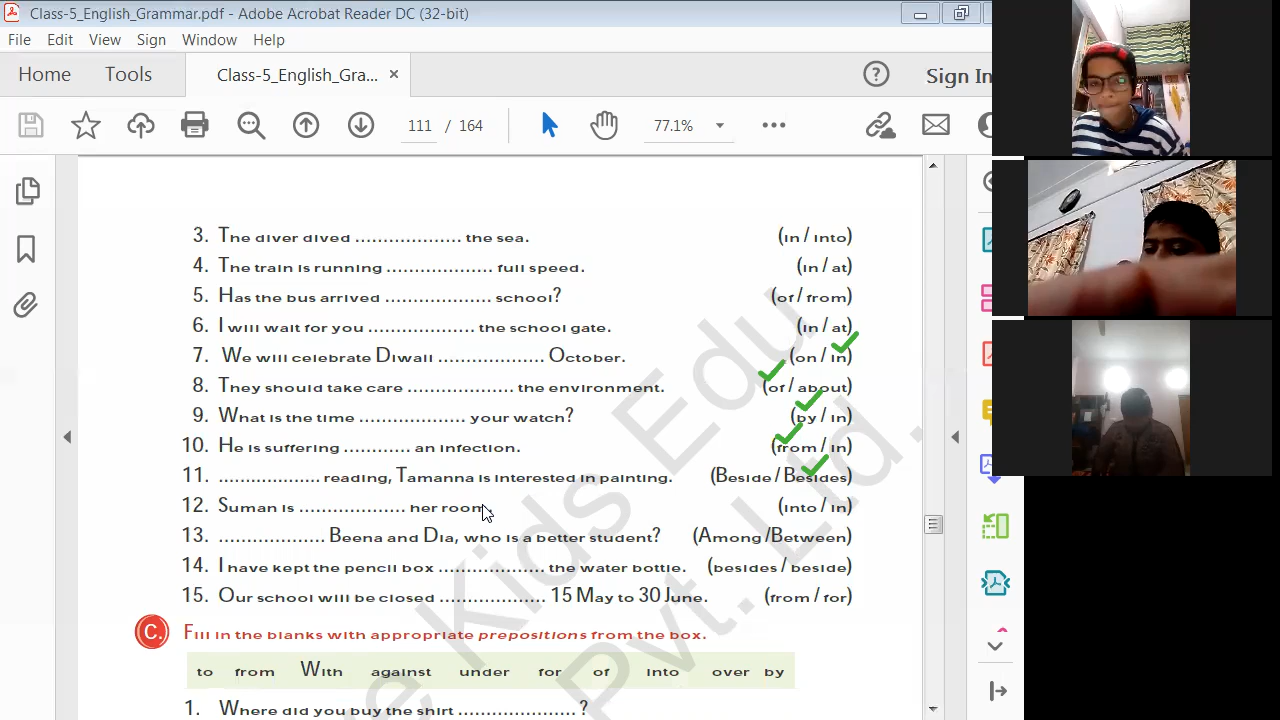 Class-5_English_Grammar.pdf - Adobe Acrobat Reader DC (32-bit)
File Edit View Sign Window Help
Home Tools Class-5_English_Gra... × Sign In
111 / 164 77.1%
3. The diver dived ................... the sea. (in / into)
4. The train is running ................... full speed. (in / at)
5. Has the bus arrived ................... school? (of / from)
6. I will wait for you ................... the school gate. (in / at)
7. We will celebrate Diwali ................... October. (on / in)
8. They should take care ................... the environment. (of / about)
9. What is the time ................... your watch? (by / in)
10. He is suffering ............ an infection. (from / in)
11. ................... reading, Tamanna is interested in painting. (Beside / Besides)
12. Suman is ................... her room. (into / in)
13. ................... Beena and Dia, who is a better student? (Among /Between)
14. I have kept the pencil box ................... the water bottle. (besides / beside)
15. Our school will be closed ................... 15 May to 30 June. (from / for)
C. Fill in the blanks with appropriate prepositions from the box.
to from With against under for of into over by
1. Where did you buy the shirt ..................... ?
Kids Edu
Pvt. Ltd.